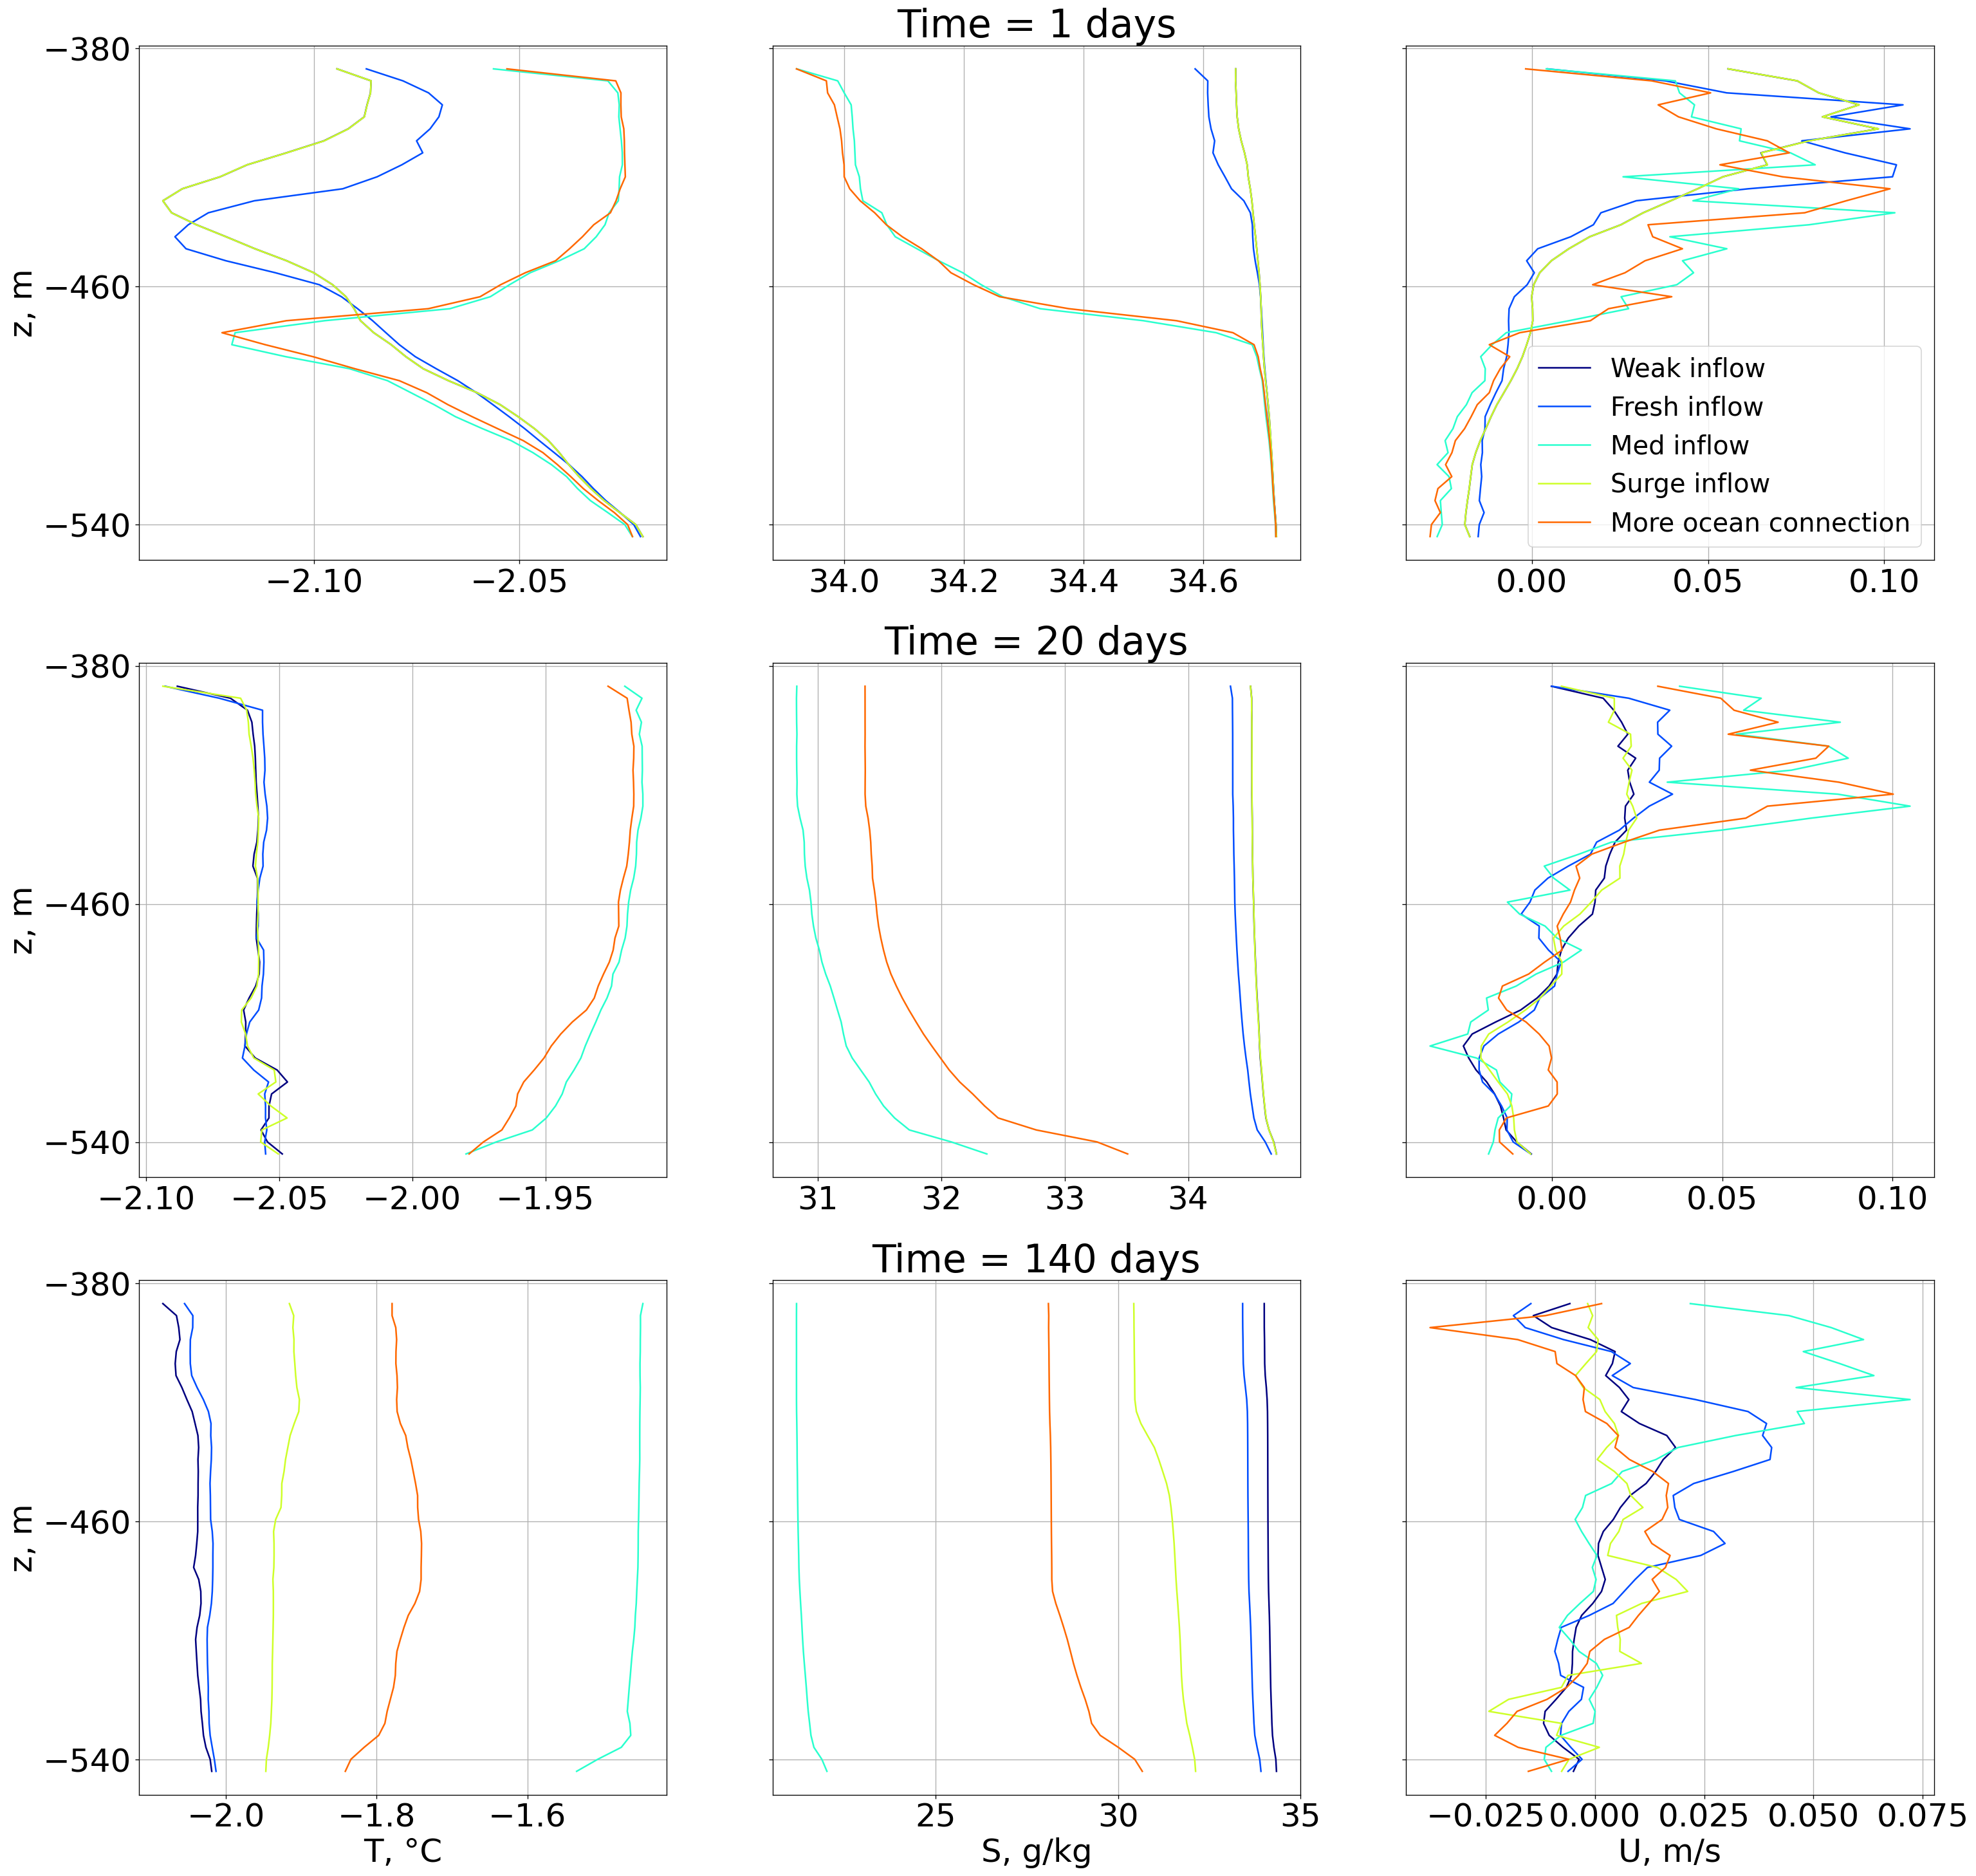 Time = 1 days
−380
−460
−540
z, m
−2.10
−2.05
34.0
34.2
34.4
34.6
0.00
0.05
0.10
Weak inflow
Fresh inflow
Med inflow
Surge inflow
More ocean connection
Time = 20 days
−380
−460
−540
z, m
−2.10
−2.05
−2.00
−1.95
31
32
33
34
0.00
0.05
0.10
Time = 140 days
−380
−460
−540
z, m
−2.0
−1.8
−1.6
25
30
35
−0.025
0.000
0.025
0.050
0.075
T, °C
S, g/kg
U, m/s